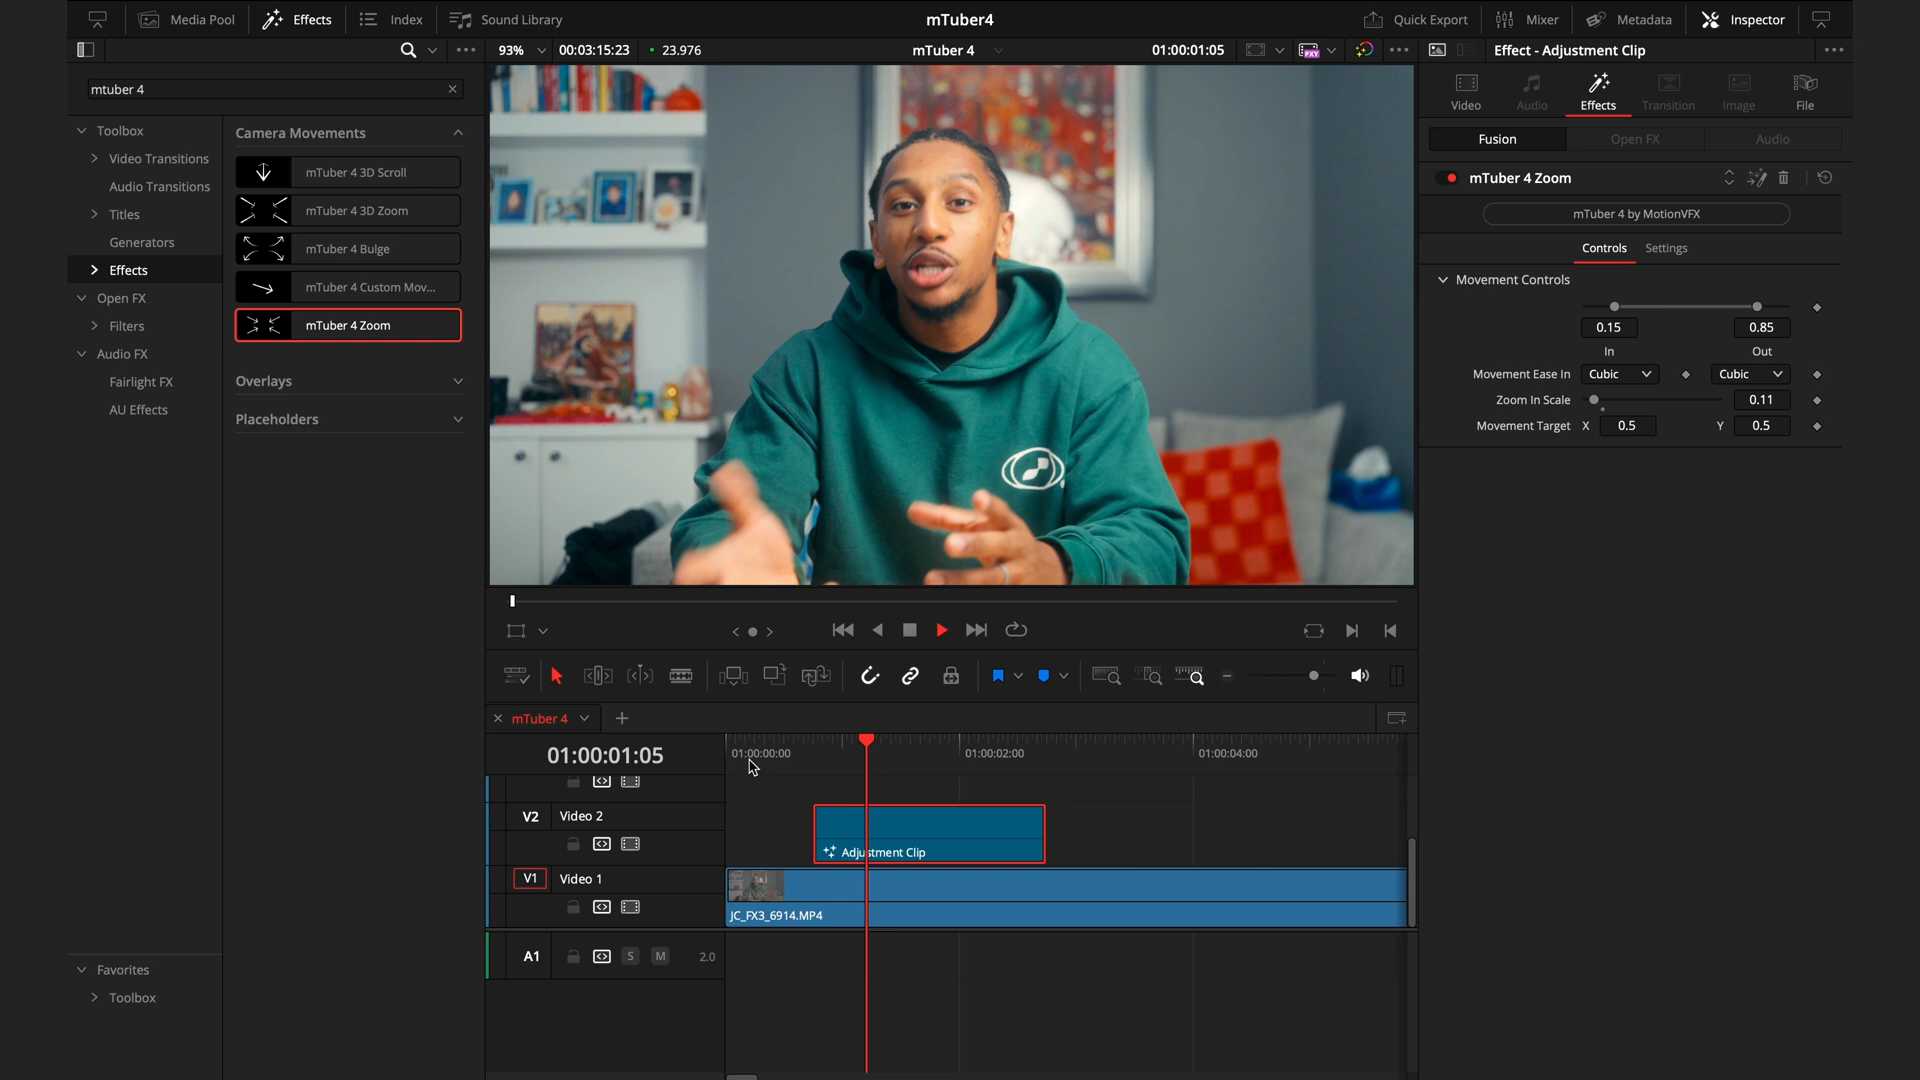 Media Pool
Effects
Index
Sound Library
mTuber4
Quick Export
Mixer
Metadata
Inspector
93%
00:03:15:23
23.976
mTuber 4
01:00:01:05
PXY
Effect - Adjustment Clip
mtuber 4
Video
Audio
Effects
Transition
Image
File
Fusion
Open FX
Audio
mTuber 4 Zoom
mTuber 4 by MotionVFX
Controls
Settings
Movement Controls
0.15
0.85
In
Out
Movement Ease In
Cubic
Cubic
Zoom In Scale
0.11
Movement Target
X
0.5
Y
0.5
Toolbox
Video Transitions
Audio Transitions
Titles
Generators
Effects
Open FX
Filters
Audio FX
Fairlight FX
AU Effects
Favorites
Toolbox
Camera Movements
mTuber 4 3D Scroll
mTuber 4 3D Zoom
mTuber 4 Bulge
mTuber 4 Custom Mov...
mTuber 4 Zoom
Overlays
Placeholders
mTuber 4
01:00:01:05
01:00:00:00
01:00:02:00
01:00:04:00
V2
Video 2
Adjustment Clip
V1
Video 1
JC_FX3_6914.MP4
A1
S
M
2.0